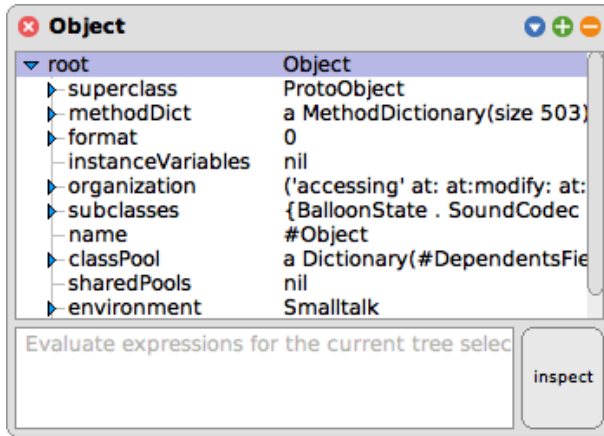 Object
root Object
superclass ProtoObject
methodDict a MethodDictionary(size 503)
format 0
instanceVariables nil
organization ('accessing' at: at:modify: at:
subclasses {BalloonState . SoundCodec
name #Object
classPool a Dictionary(#DependentsFie
sharedPools nil
environment Smalltalk
Evaluate expressions for the current tree selec
inspect